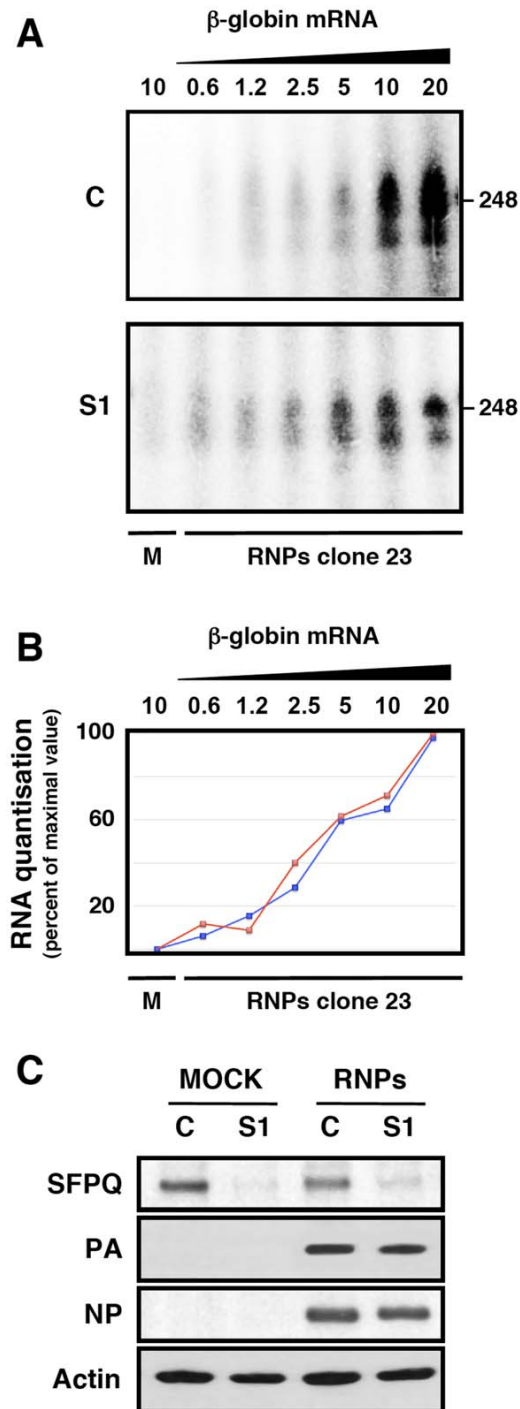 A
β-globin mRNA
10 0.6 1.2 2.5 5 10 20
C
248
S1
248
M RNPs clone 23
B
β-globin mRNA
10 0.6 1.2 2.5 5 10 20
RNA quantisation
(percent of maximal value)
100
60
20
M RNPs clone 23
C
MOCK RNPs
C S1 C S1
SFPQ
PA
NP
Actin